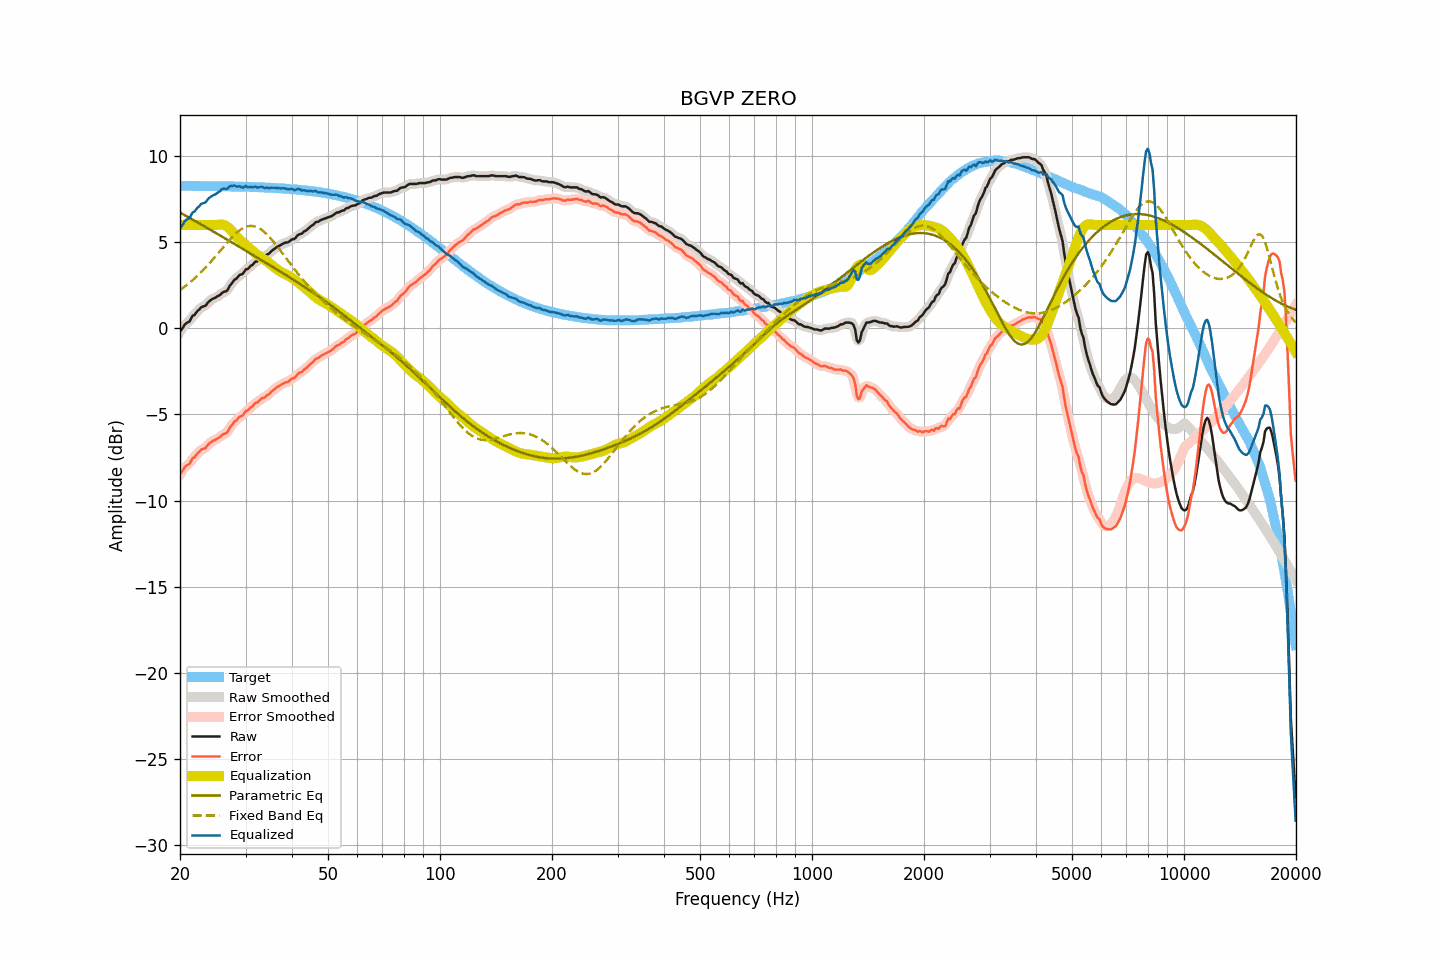 BGVP ZERO
10
5
0
−5
−10
−15
−20
−25
−30
Amplitude (dBr)
Target
Raw Smoothed
Error Smoothed
Raw
Error
Equalization
Parametric Eq
Fixed Band Eq
Equalized
20 50 100 200 500 1000 2000 5000 10000 20000
Frequency (Hz)